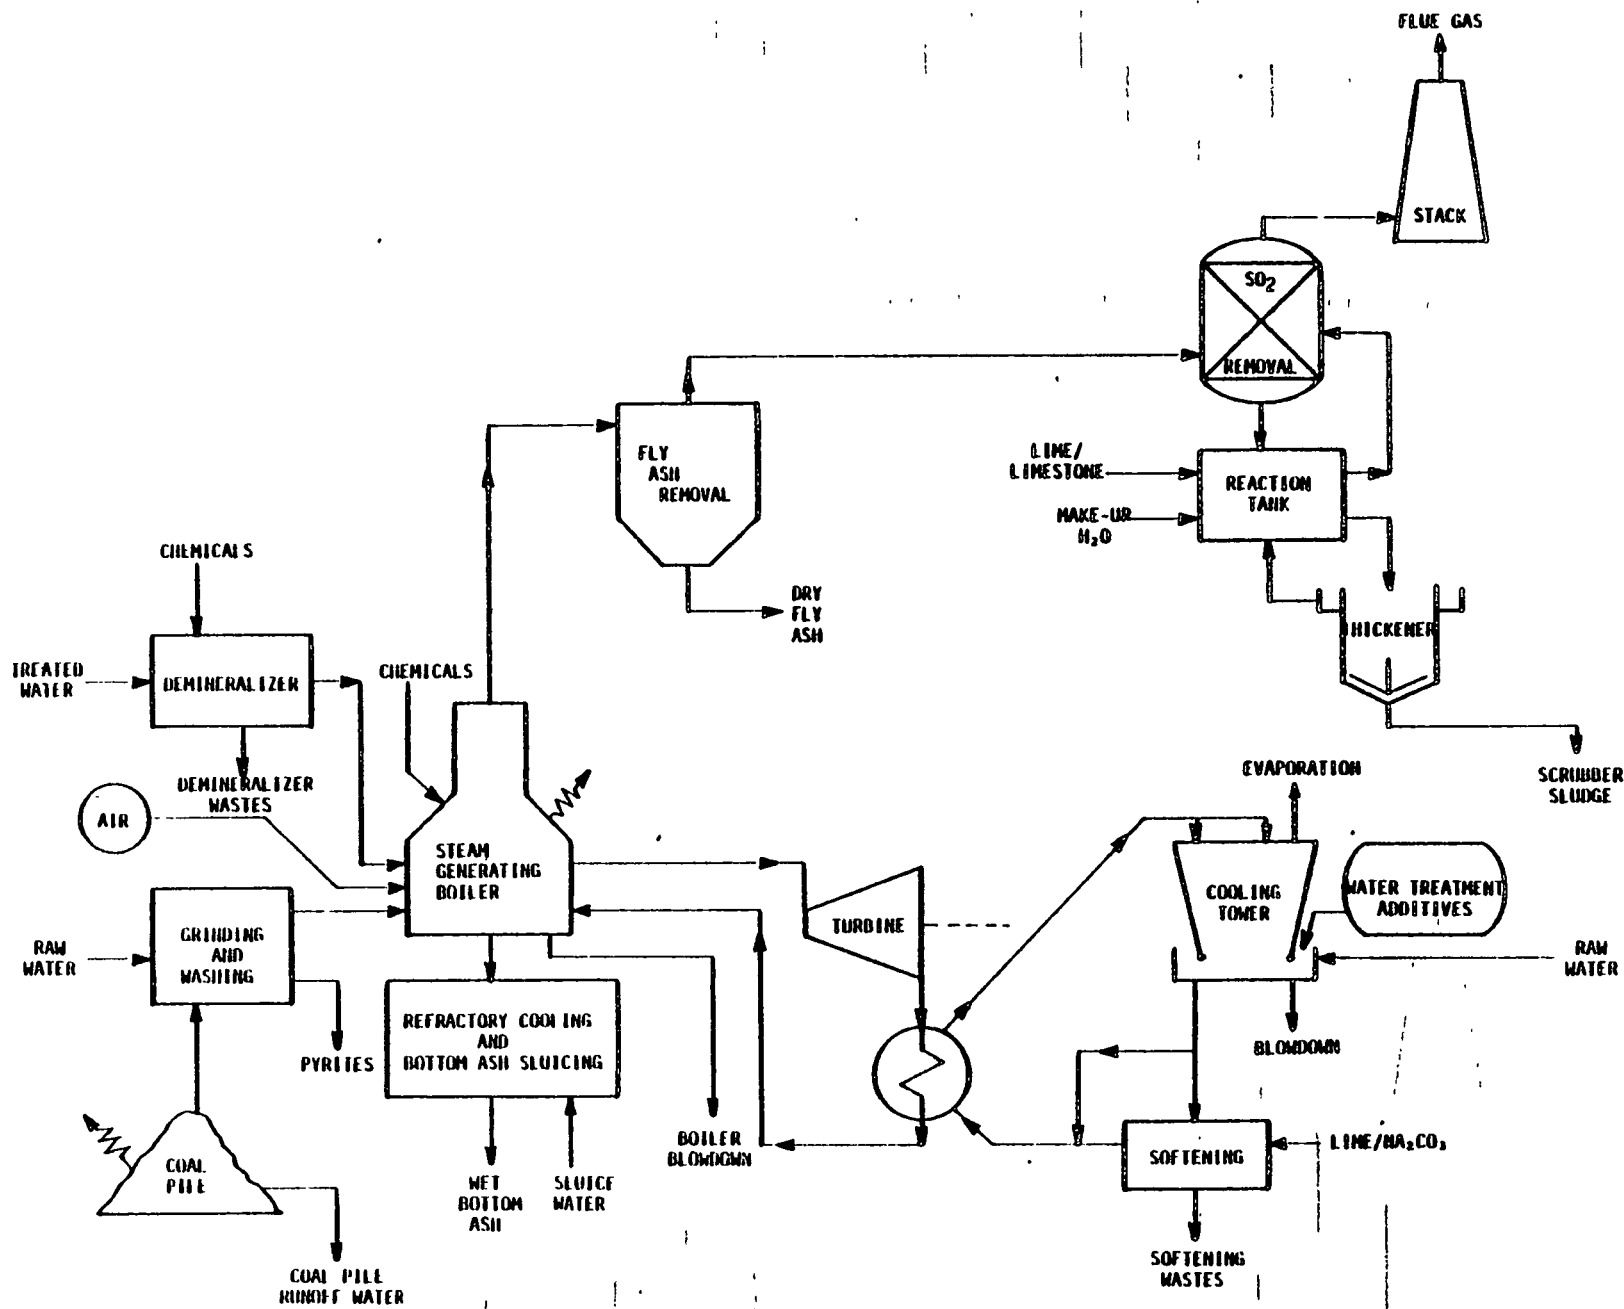 FLUE GAS
STACK
SO2
REMOVAL
FLY
ASH
REMOVAL
LIME/
LIMESTONE
MAKE-UP
H2O
REACTION
TANK
DRY
FLY
ASH
THICKENER
SCRUBBER
SLUDGE
CHEMICALS
TREATED
WATER
DEMINERALIZER
DEMINERALIZER
WASTES
CHEMICALS
AIR
STEAM
GENERATING
BOILER
GRINDING
AND
WASHING
RAW
WATER
PYRITES
REFRACTORY COOLING
AND
BOTTOM ASH SLUICING
BOILER
BLOWDOWN
WET
BOTTOM
ASH
SLUICE
WATER
COAL
PILE
COAL PILE
RUNOFF WATER
TURBINE
EVAPORATION
COOLING
TOWER
WATER TREATMENT
ADDITIVES
RAW
WATER
BLOWDOWN
SOFTENING
LIME/NA2CO3
SOFTENING
WASTES